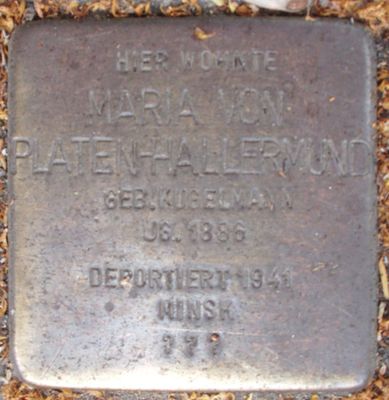 HIER WOHNTE
MARIA VON
PLATEN-HALLERMUND
GEB. KUGELMANN
JG. 1886
DEPORTIERT 1941
MINSK
? ? ?